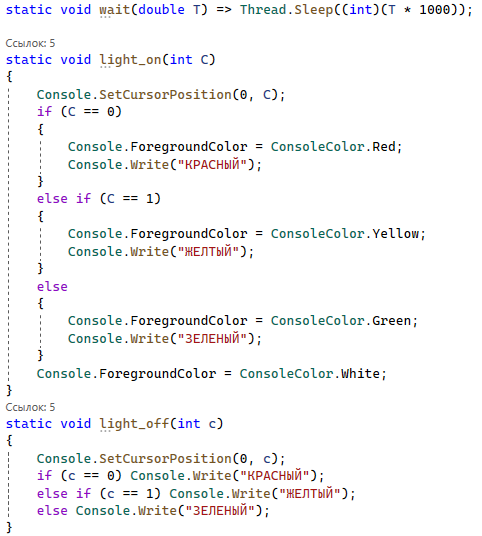 static void wait(double T) => Thread.Sleep((int)(T * 1000));
Ссылок: 5
static void light_on(int C)
{
    Console.SetCursorPosition(0, C);
    if (C == 0)
    {
        Console.ForegroundColor = ConsoleColor.Red;
        Console.Write("КРАСНЫЙ");
    }
    else if (C == 1)
    {
        Console.ForegroundColor = ConsoleColor.Yellow;
        Console.Write("ЖЕЛТЫЙ");
    }
    else
    {
        Console.ForegroundColor = ConsoleColor.Green;
        Console.Write("ЗЕЛЕНЫЙ");
    }
    Console.ForegroundColor = ConsoleColor.White;
}
Ссылок: 5
static void light_off(int c)
{
    Console.SetCursorPosition(0, c);
    if (c == 0) Console.Write("КРАСНЫЙ");
    else if (c == 1) Console.Write("ЖЕЛТЫЙ");
    else Console.Write("ЗЕЛЕНЫЙ");
}